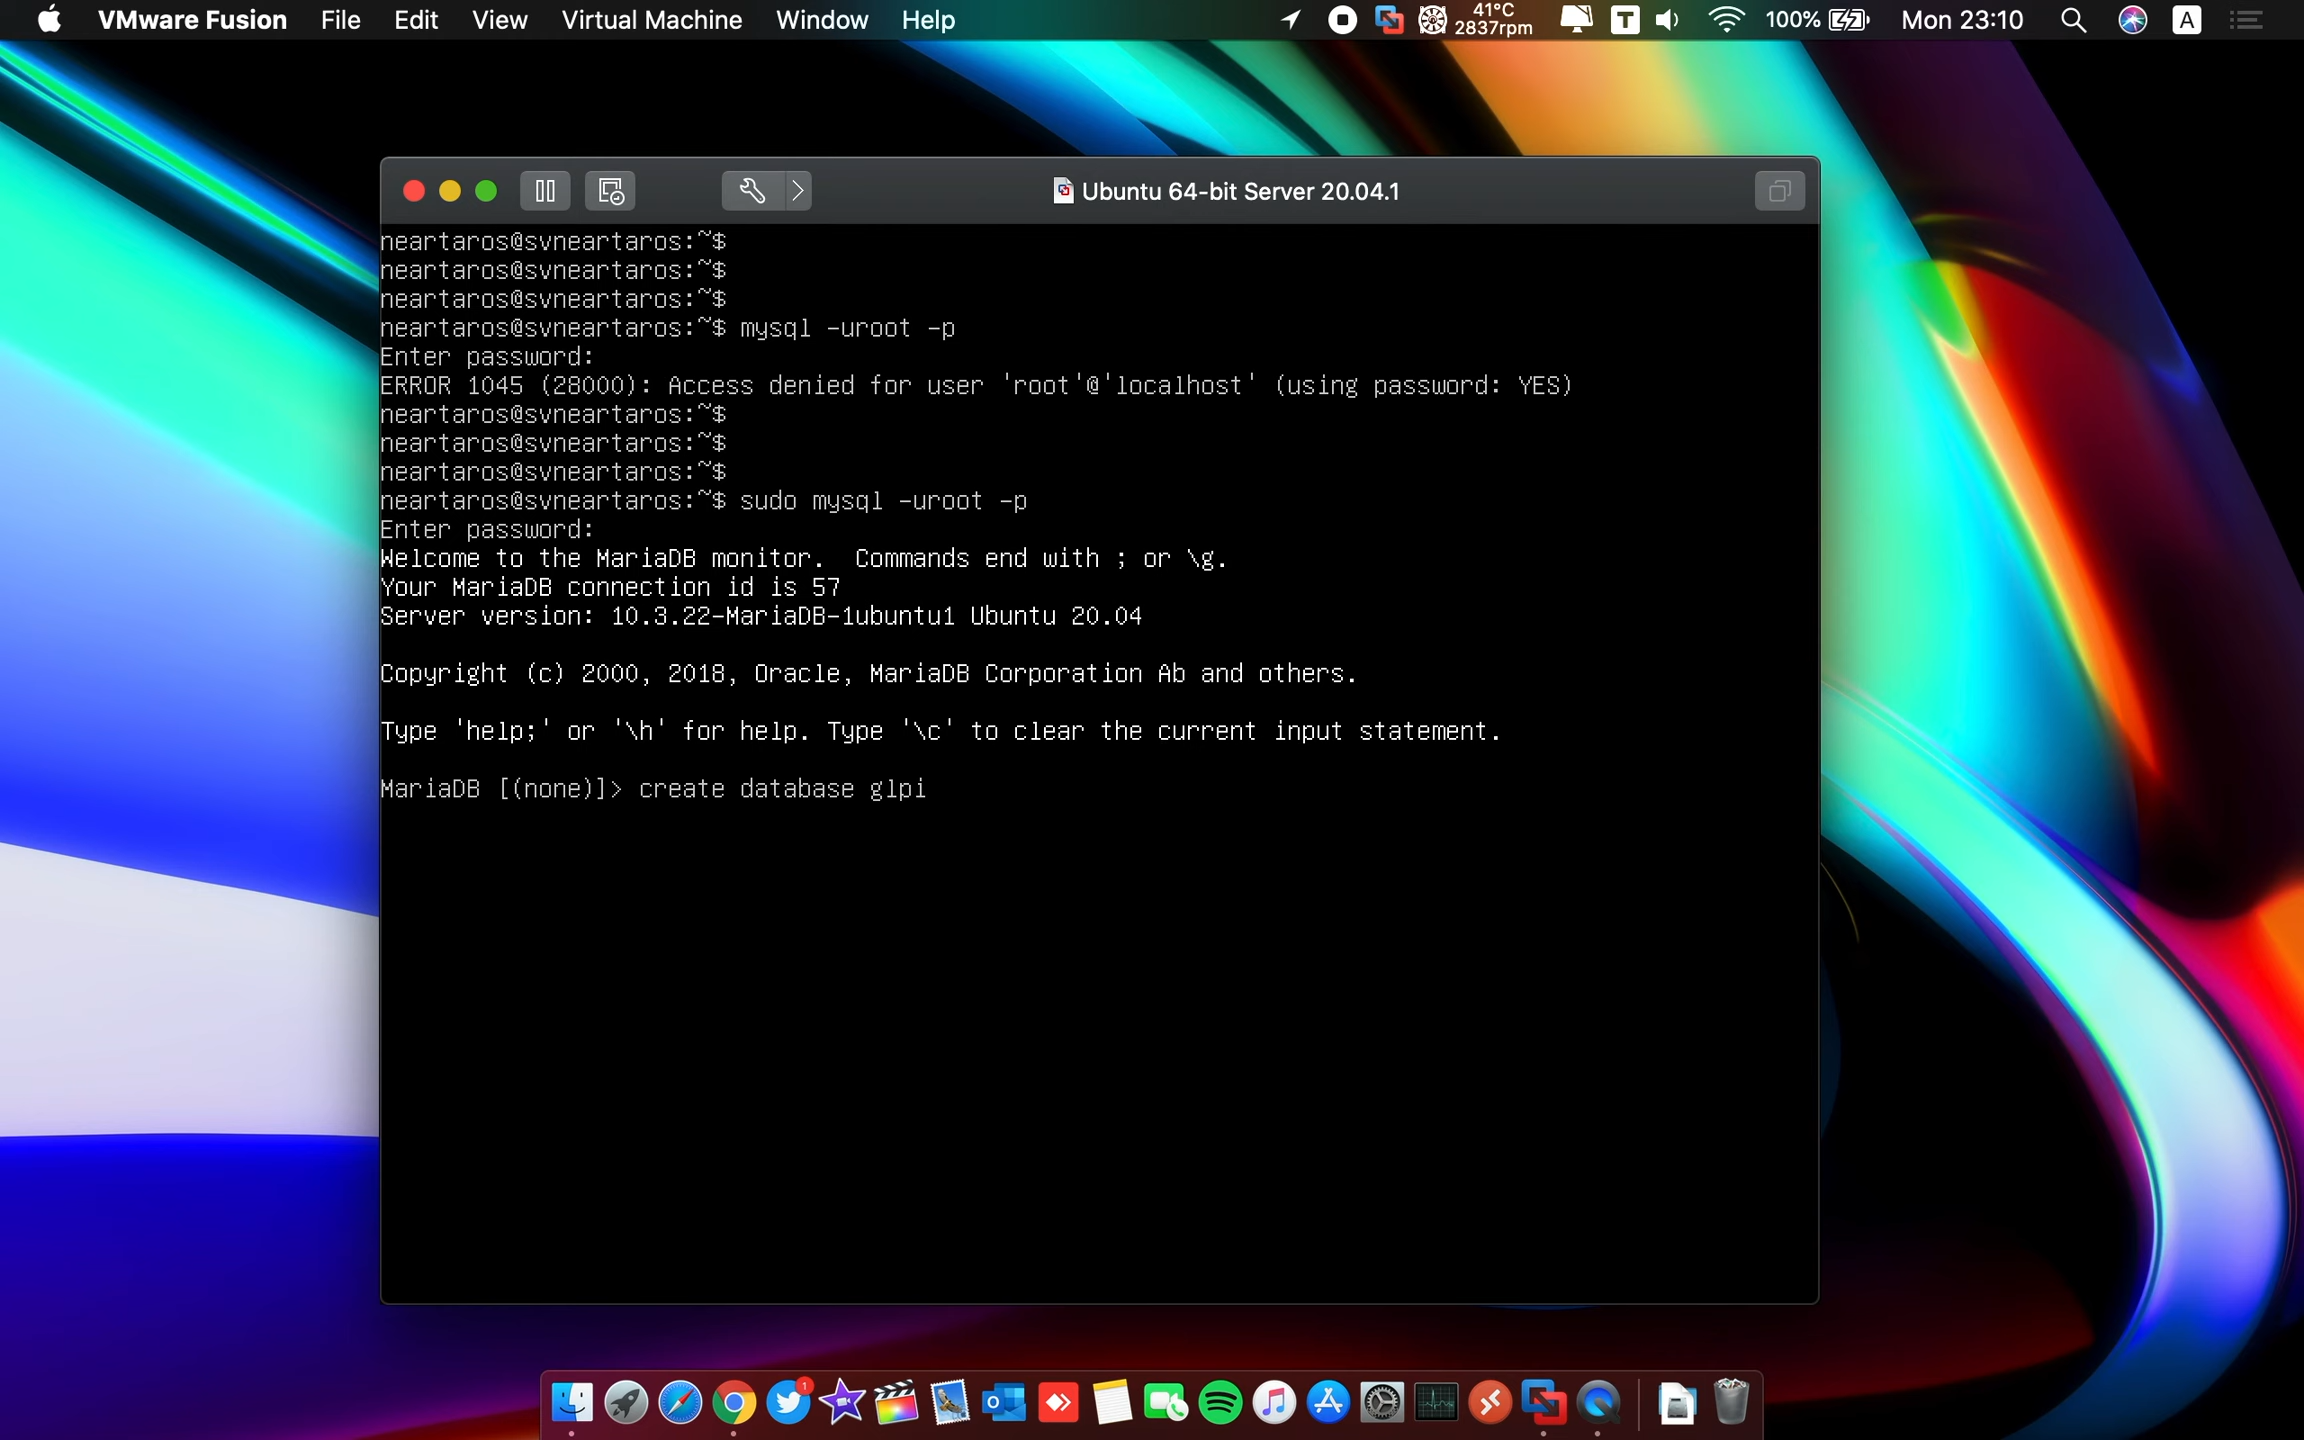 VMware Fusion File Edit View Virtual Machine Window Help 41°C 2837rpm T 100% Mon 23:10 A
Ubuntu 64-bit Server 20.04.1
neartaros@svneartaros:~$
neartaros@svneartaros:~$
neartaros@svneartaros:~$
neartaros@svneartaros:~$ mysql -uroot -p
Enter password:
ERROR 1045 (28000): Access denied for user 'root'@'localhost' (using password: YES)
neartaros@svneartaros:~$
neartaros@svneartaros:~$
neartaros@svneartaros:~$
neartaros@svneartaros:~$ sudo mysql -uroot -p
Enter password:
Welcome to the MariaDB monitor.  Commands end with ; or \g.
Your MariaDB connection id is 57
Server version: 10.3.22-MariaDB-1ubuntu1 Ubuntu 20.04
Copyright (c) 2000, 2018, Oracle, MariaDB Corporation Ab and others.
Type 'help;' or '\h' for help. Type '\c' to clear the current input statement.
MariaDB [(none)]> create database glpi
1